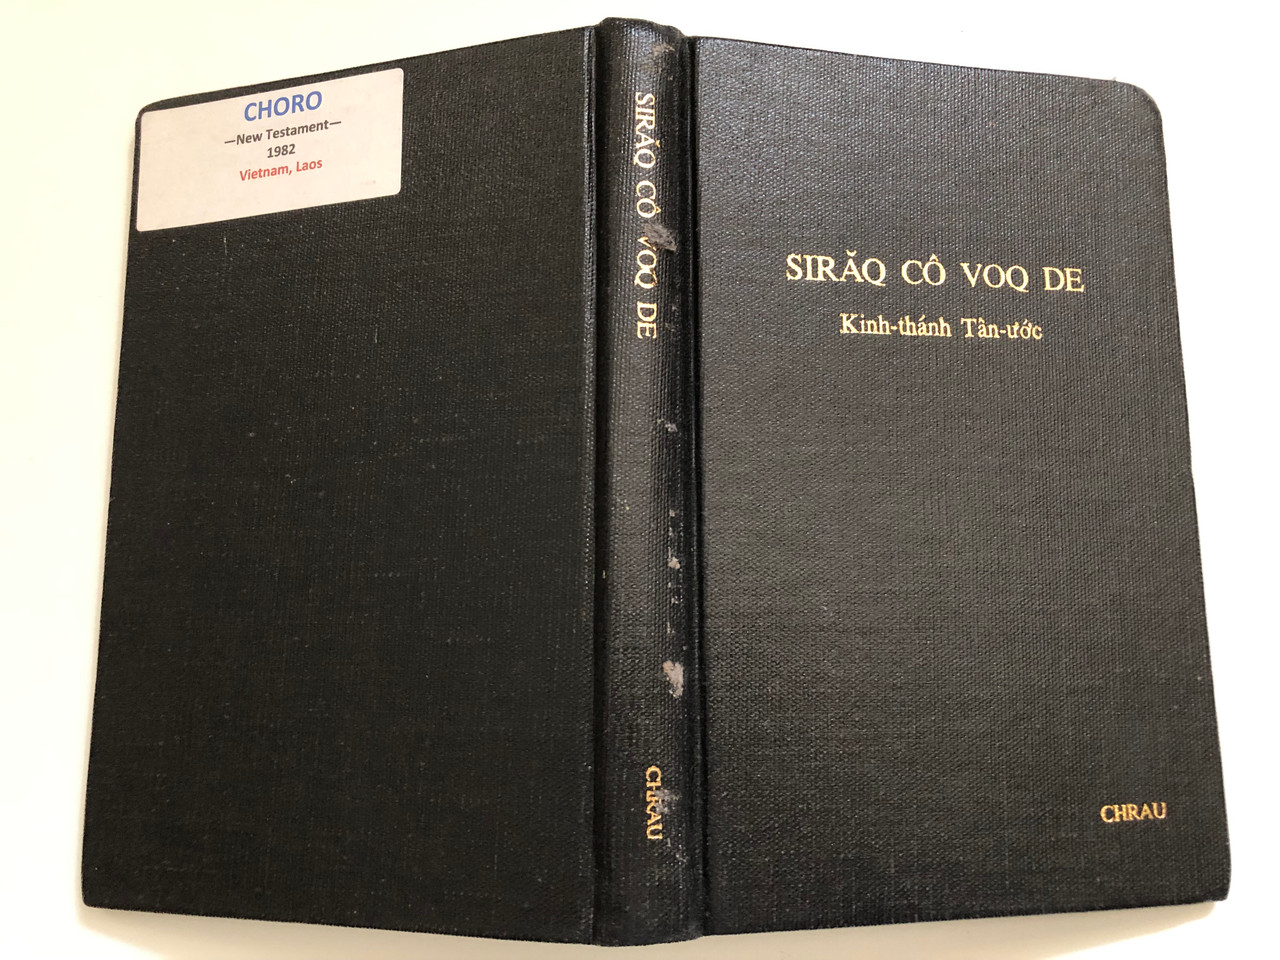 CHORO
—New Testament—
1982
Vietnam, Laos
SIRĂQ CÔ VOQ DE
CHRAU
SIRĂQ CÔ VOQ DE
Kinh-thánh Tân-ước
CHRAU